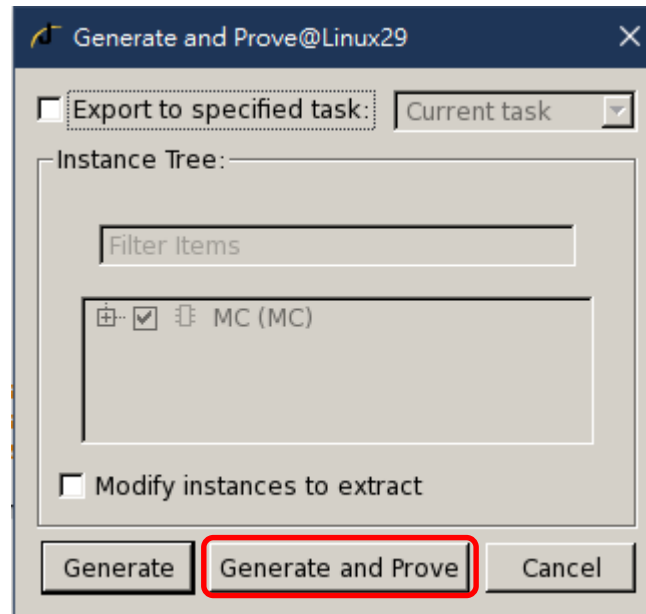 Generate and Prove@Linux29
Export to specified task: Current task
Instance Tree:
Filter Items
MC (MC)
Modify instances to extract
Generate Generate and Prove Cancel